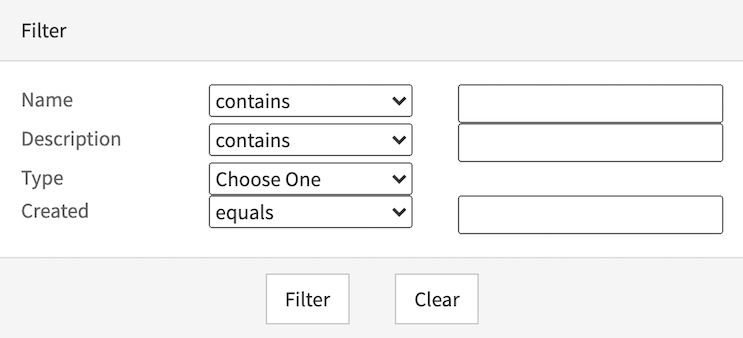 Filter
Name contains
Description contains
Type Choose One
Created equals
Filter Clear